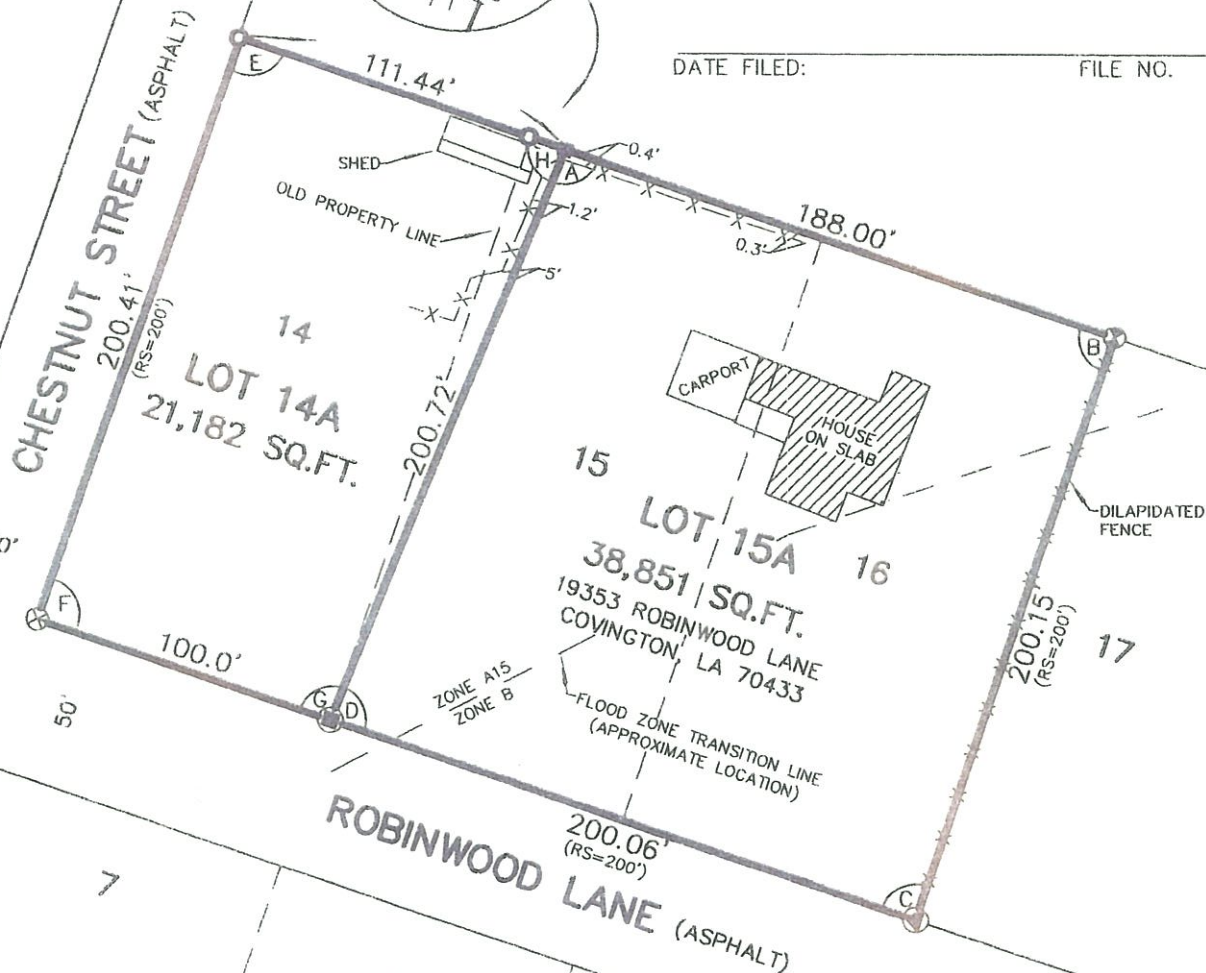 DATE FILED:
FILE NO.
E
111.44'
CHESTNUT STREET (ASPHALT)
SHED
H
A
0.4'
OLD PROPERTY LINE
1.2'
188.00'
0.3'
5'
200.41'
(RS=200')
14
LOT 14A
21,182 SQ.FT.
200.72'
B
CARPORT
HOUSE
ON SLAB
15
LOT 15A
16
38,851 SQ.FT.
19353 ROBINWOOD LANE
COVINGTON, LA 70433
DILAPIDATED
FENCE
200.15'
(RS=200')
17
F
100.0'
G
D
50'
ZONE A15
ZONE B
FLOOD ZONE TRANSITION LINE
(APPROXIMATE LOCATION)
ROBINWOOD LANE (ASPHALT)
200.06'
(RS=200')
C
7